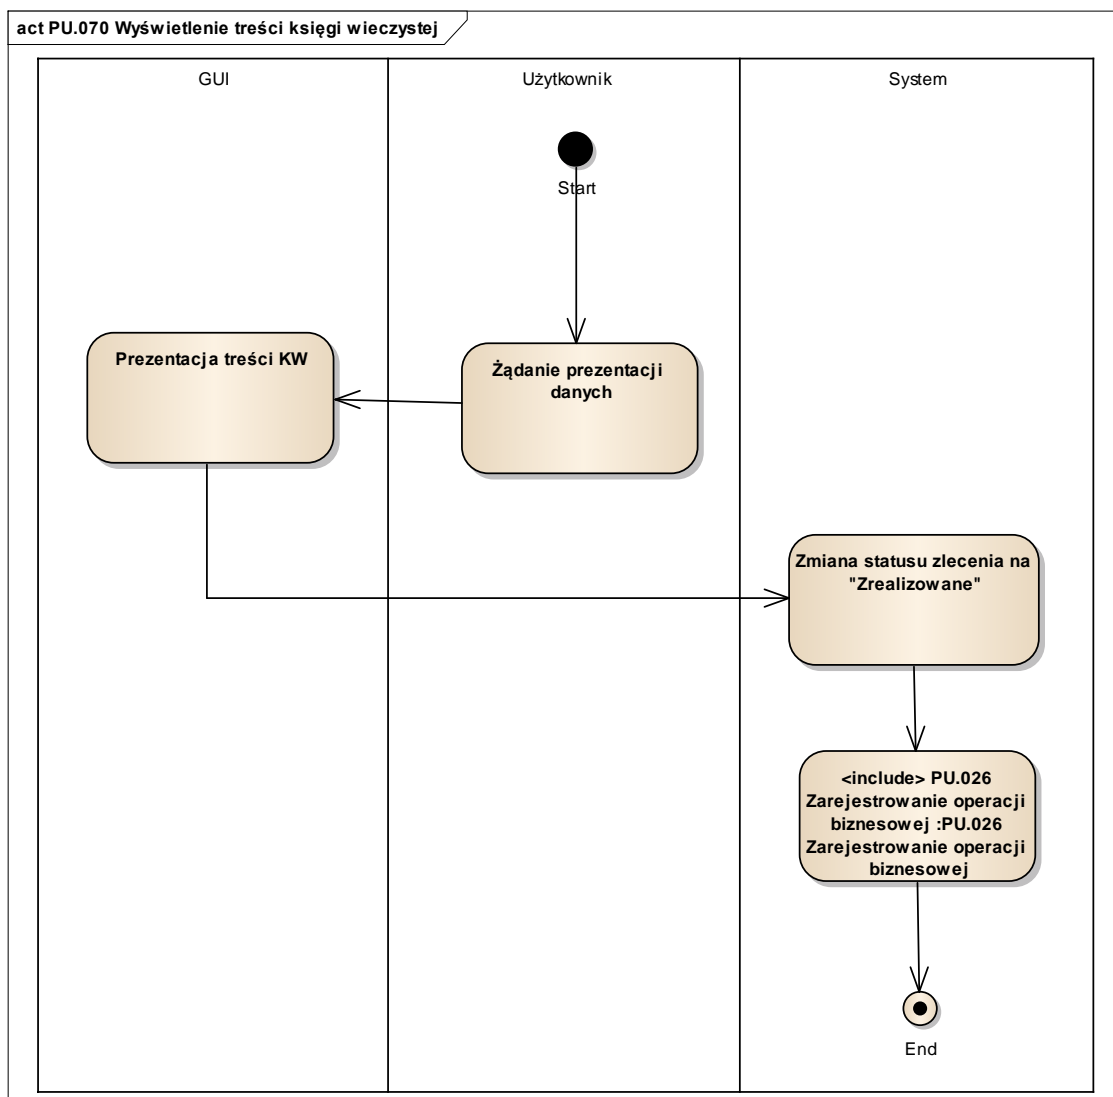 act PU.070 Wyświetlenie treści księgi wieczystej
GUI
Użytkownik
System
Start
Prezentacja treści KW
Żądanie prezentacji
danych
Zmiana statusu zlecenia na
"Zrealizowane"
<include> PU.026
Zarejestrowanie operacji
biznesowej :PU.026
Zarejestrowanie operacji
biznesowej
End